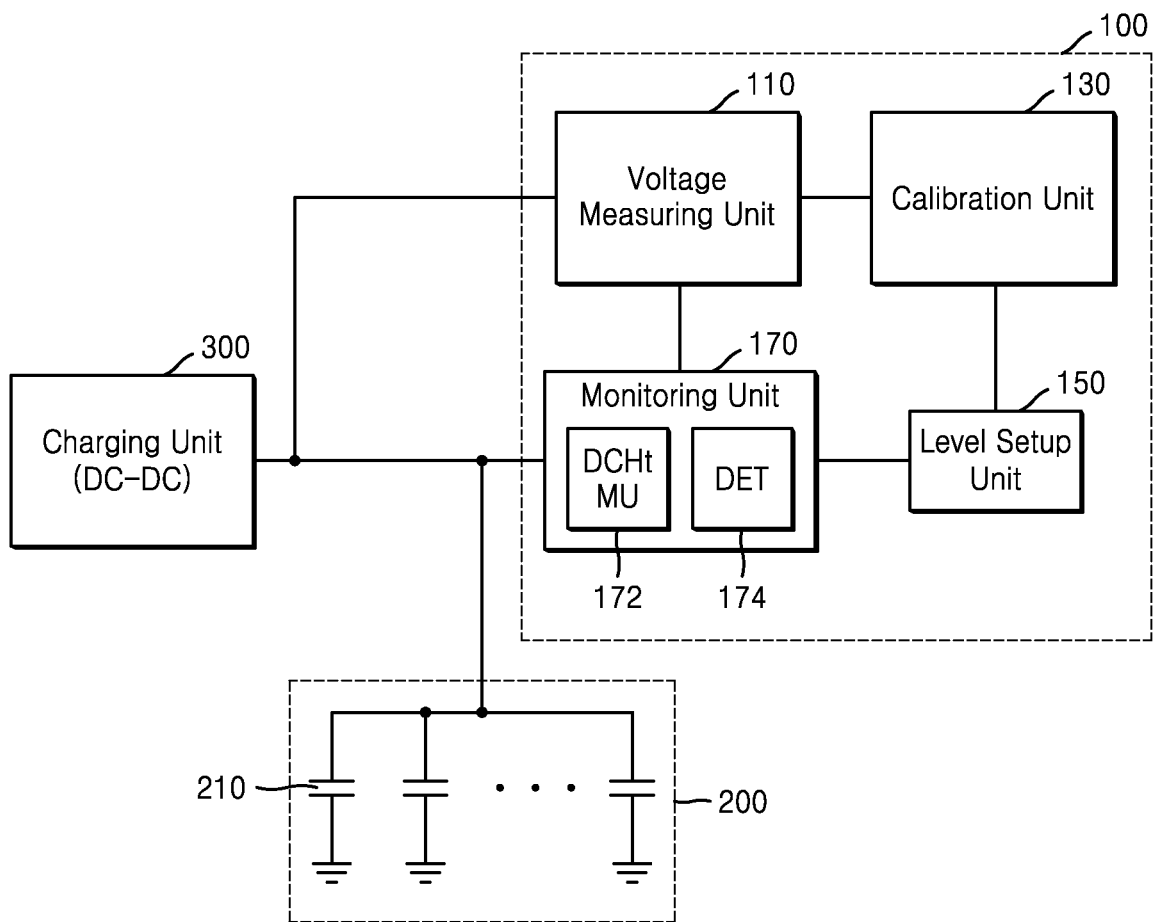 100
110
130
Voltage
Measuring Unit
Calibration Unit
300
170
150
Charging Unit
(DC-DC)
Monitoring Unit
DCHt
MU
DET
Level Setup
Unit
172
174
210
200